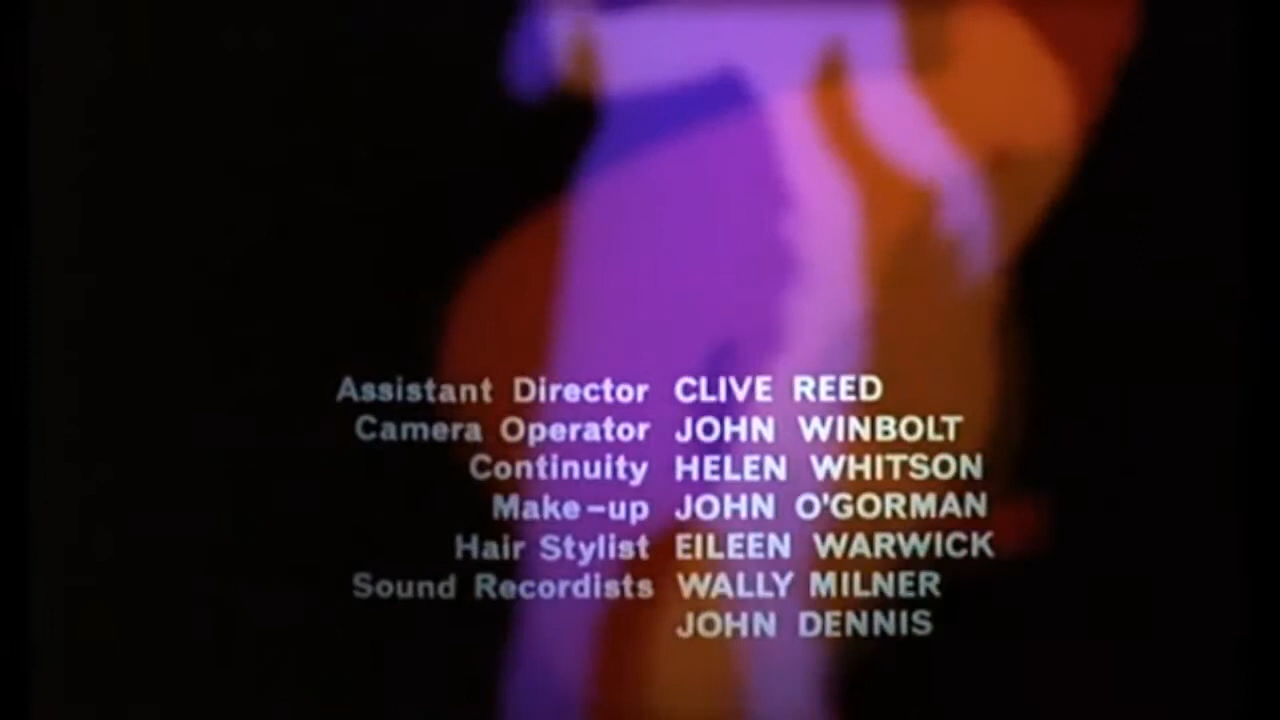 Assistant Director CLIVE REED
Camera Operator JOHN WINBOLT
Continuity HELEN WHITSON
Make-up JOHN O'GORMAN
Hair Stylist EILEEN WARWICK
Sound Recordists WALLY MILNER
JOHN DENNIS